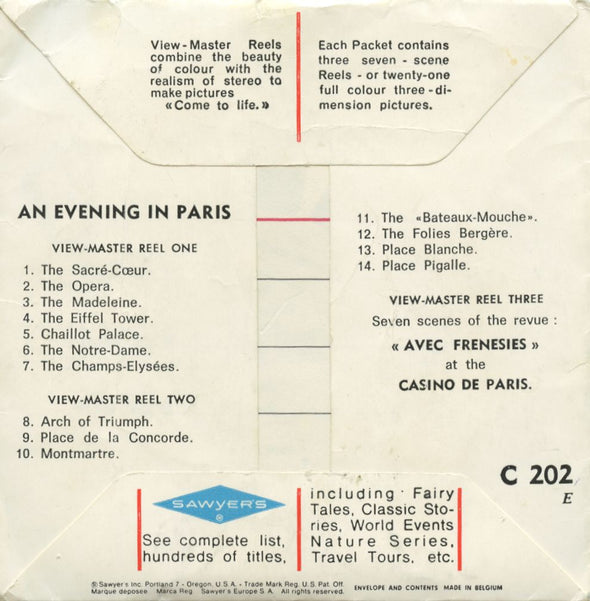 View-Master Reels
combine the beauty
of colour with the
realism of stereo to
make pictures
«Come to life.»
Each Packet contains
three seven - scene
Reels - or twenty-one
full colour three-di-
mension pictures.
AN EVENING IN PARIS
VIEW-MASTER REEL ONE
1. The Sacré-Cœur.
2. The Opera.
3. The Madeleine.
4. The Eiffel Tower.
5. Chaillot Palace.
6. The Notre-Dame.
7. The Champs-Elysées.
VIEW-MASTER REEL TWO
8. Arch of Triumph.
9. Place de la Concorde.
10. Montmartre.
11. The «Bateaux-Mouche».
12. The Folies Bergère.
13. Place Blanche.
14. Place Pigalle.
VIEW-MASTER REEL THREE
Seven scenes of the revue :
« AVEC FRENESIES »
at the
CASINO DE PARIS.
C 202
E
SAWYER'S
®
See complete list,
hundreds of titles,
including Fairy
Tales, Classic Sto-
ries, World Events
Nature Series,
Travel Tours, etc.
© Sawyer's Inc. Portland 7 - Oregon, U.S.A. - Trade Mark Reg. U.S. Pat. Off.
Marque déposée Marca Reg. Sawyer's Europe S.A. All rights reserved.
ENVELOPE AND CONTENTS MADE IN BELGIUM